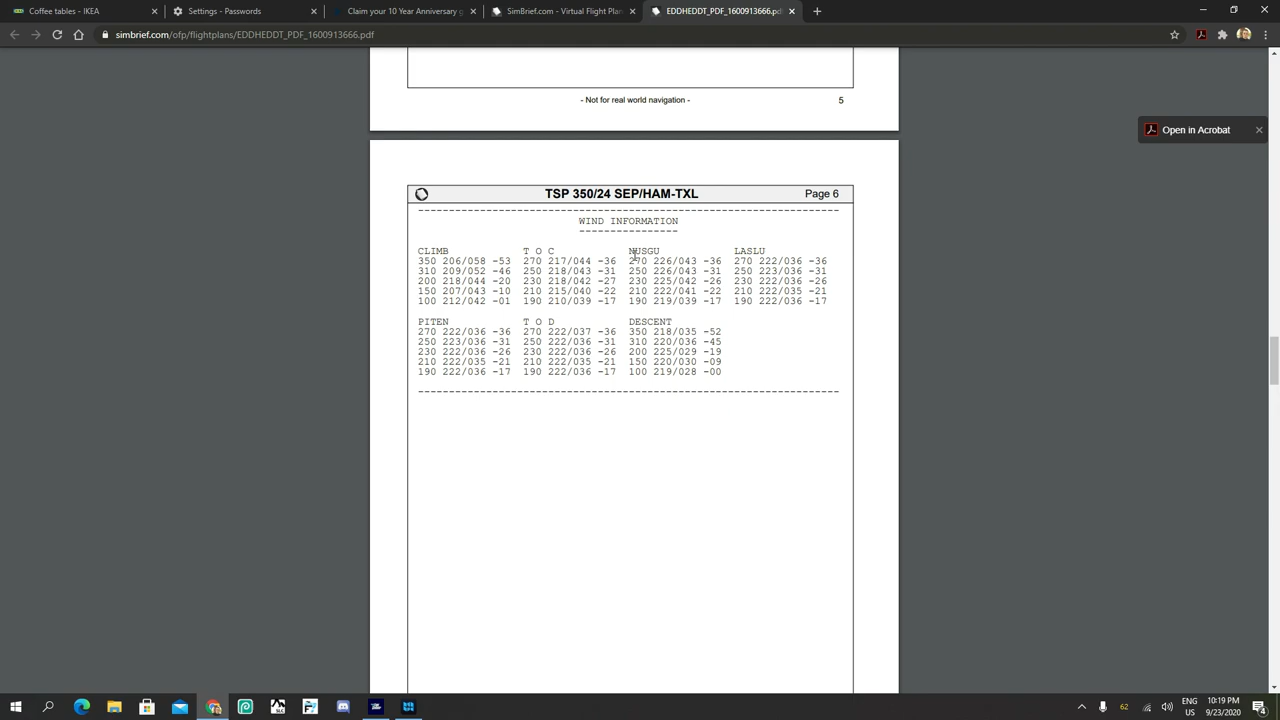 Coffee tables - IKEA
Settings - Passwords
Claim your 10 Year Anniversary
SimBrief.com - Virtual Flight Plan
SimBrief.com - Virtual Flight Plan
simbrief.com/ofp/flightplans/EDDHEDDT_PDF_1600913666.pdf
- Not for real world navigation -
5
Open in Acrobat
TSP 350/24 SEP/HAM-TXL
Page 6
WIND INFORMATION
CLIMB T O C NUSGU LASLU
350 206/058 -53 270 217/044 -36 270 226/043 -36 270 222/036 -36
310 209/052 -46 250 218/043 -31 250 226/043 -31 250 223/036 -31
200 218/044 -20 230 218/042 -27 230 225/042 -26 230 222/036 -26
150 207/043 -10 210 215/040 -22 210 222/041 -22 210 222/035 -21
100 212/042 -01 190 210/039 -17 190 219/039 -17 190 222/036 -17
PITEN T O D DESCENT
270 222/036 -36 270 222/037 -36 350 218/035 -52
250 223/036 -31 250 222/036 -31 310 220/036 -45
230 222/036 -26 230 222/036 -26 200 225/029 -19
210 222/035 -21 210 222/035 -21 150 220/030 -09
190 222/036 -17 190 222/036 -17 100 219/028 -00
62
ENG
US
10:19 PM
9/23/2020
4